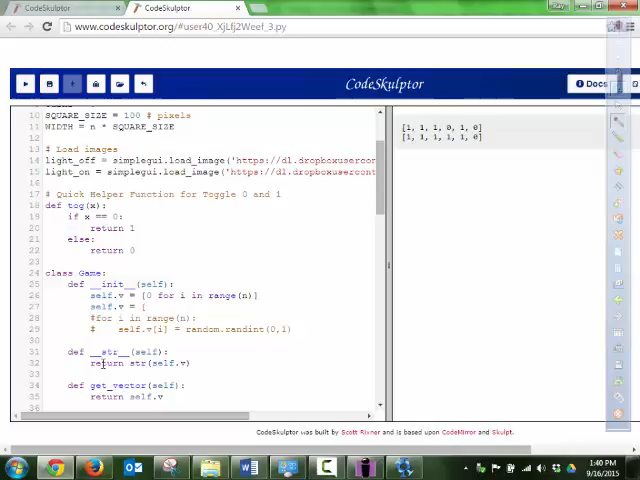 CodeSkulptor
CodeSkulptor
Ray
www.codeskulptor.org/#user40_XjLfj2Weef_3.py
CodeSkulptor
Docs
10 SQUARE_SIZE = 100 # pixels
11 WIDTH = n * SQUARE_SIZE
12
13 # Load images
14 light_off = simplegui.load_image('https://dl.dropboxusercont
15 light_on = simplegui.load_image('https://dl.dropboxusercont
16
17 # Quick Helper Function for Toggle 0 and 1
18 def tog(x):
19 if x == 0:
20 return 1
21 else:
22 return 0
23
24 class Game:
25 def __init__(self):
26 self.v = [0 for i in range(n)]
27 self.v = [
28 #for i in range(n):
29 # self.v[i] = random.randint(0,1)
30
31 def __str__(self):
32 return str(self.v)
33
34 def get_vector(self):
35 return self.v
36
[1, 1, 1, 0, 1, 0]
[1, 1, 1, 1, 1, 0]
CodeSkulptor was built by Scott Rixner and is based upon CodeMirror and Skulpt.
1:40 PM
9/16/2015